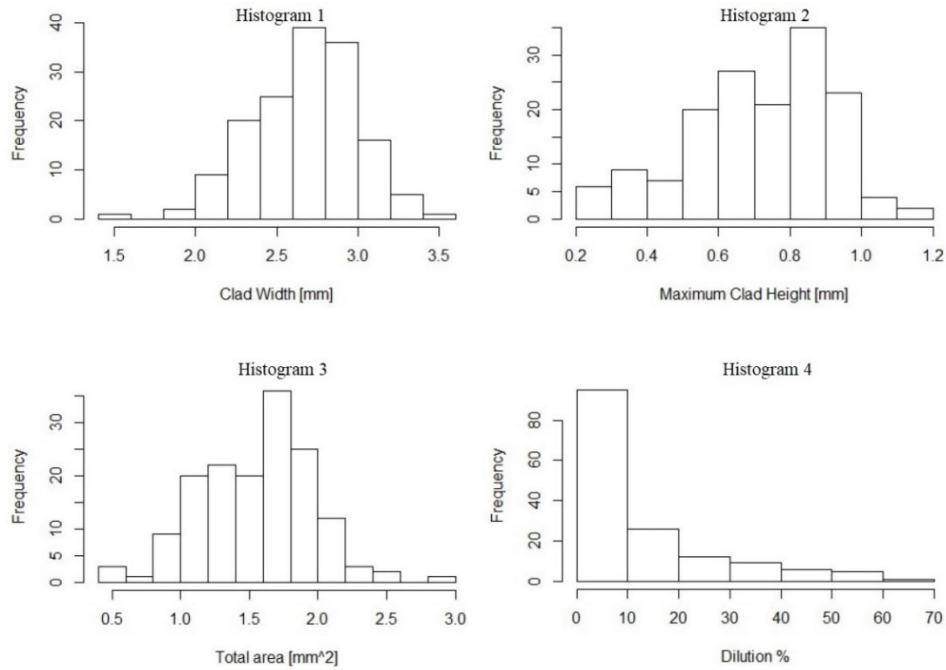 Histogram 1
40
30
20
10
0
Frequency
1.5 2.0 2.5 3.0 3.5
Clad Width [mm]
Histogram 2
30
20
10
5
0
Frequency
0.2 0.4 0.6 0.8 1.0 1.2
Maximum Clad Height [mm]
Histogram 3
30
20
10
5
0
Frequency
0.5 1.0 1.5 2.0 2.5 3.0
Total area [mm^2]
Histogram 4
80
60
40
20
0
Frequency
0 10 20 30 40 50 60 70
Dilution %